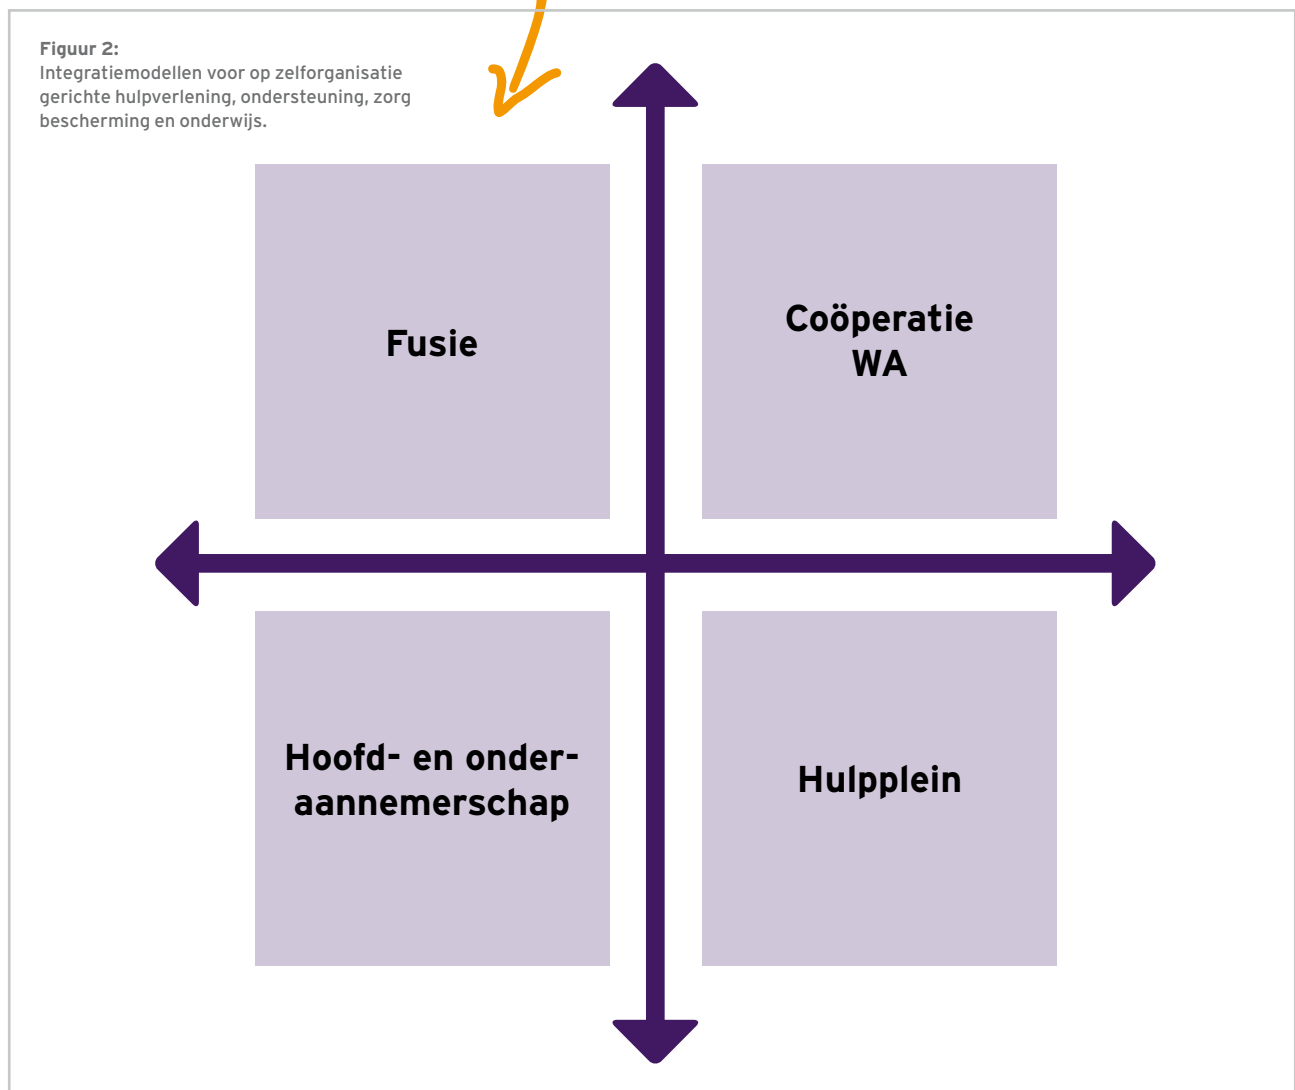 Figuur 2:
Integratiemodellen voor op zelforganisatie
gerichte hulpverlening, ondersteuning, zorg
bescherming en onderwijs.
Fusie
Coöperatie
WA
Hoofd- en onder-
aannemerschap
Hulpplein